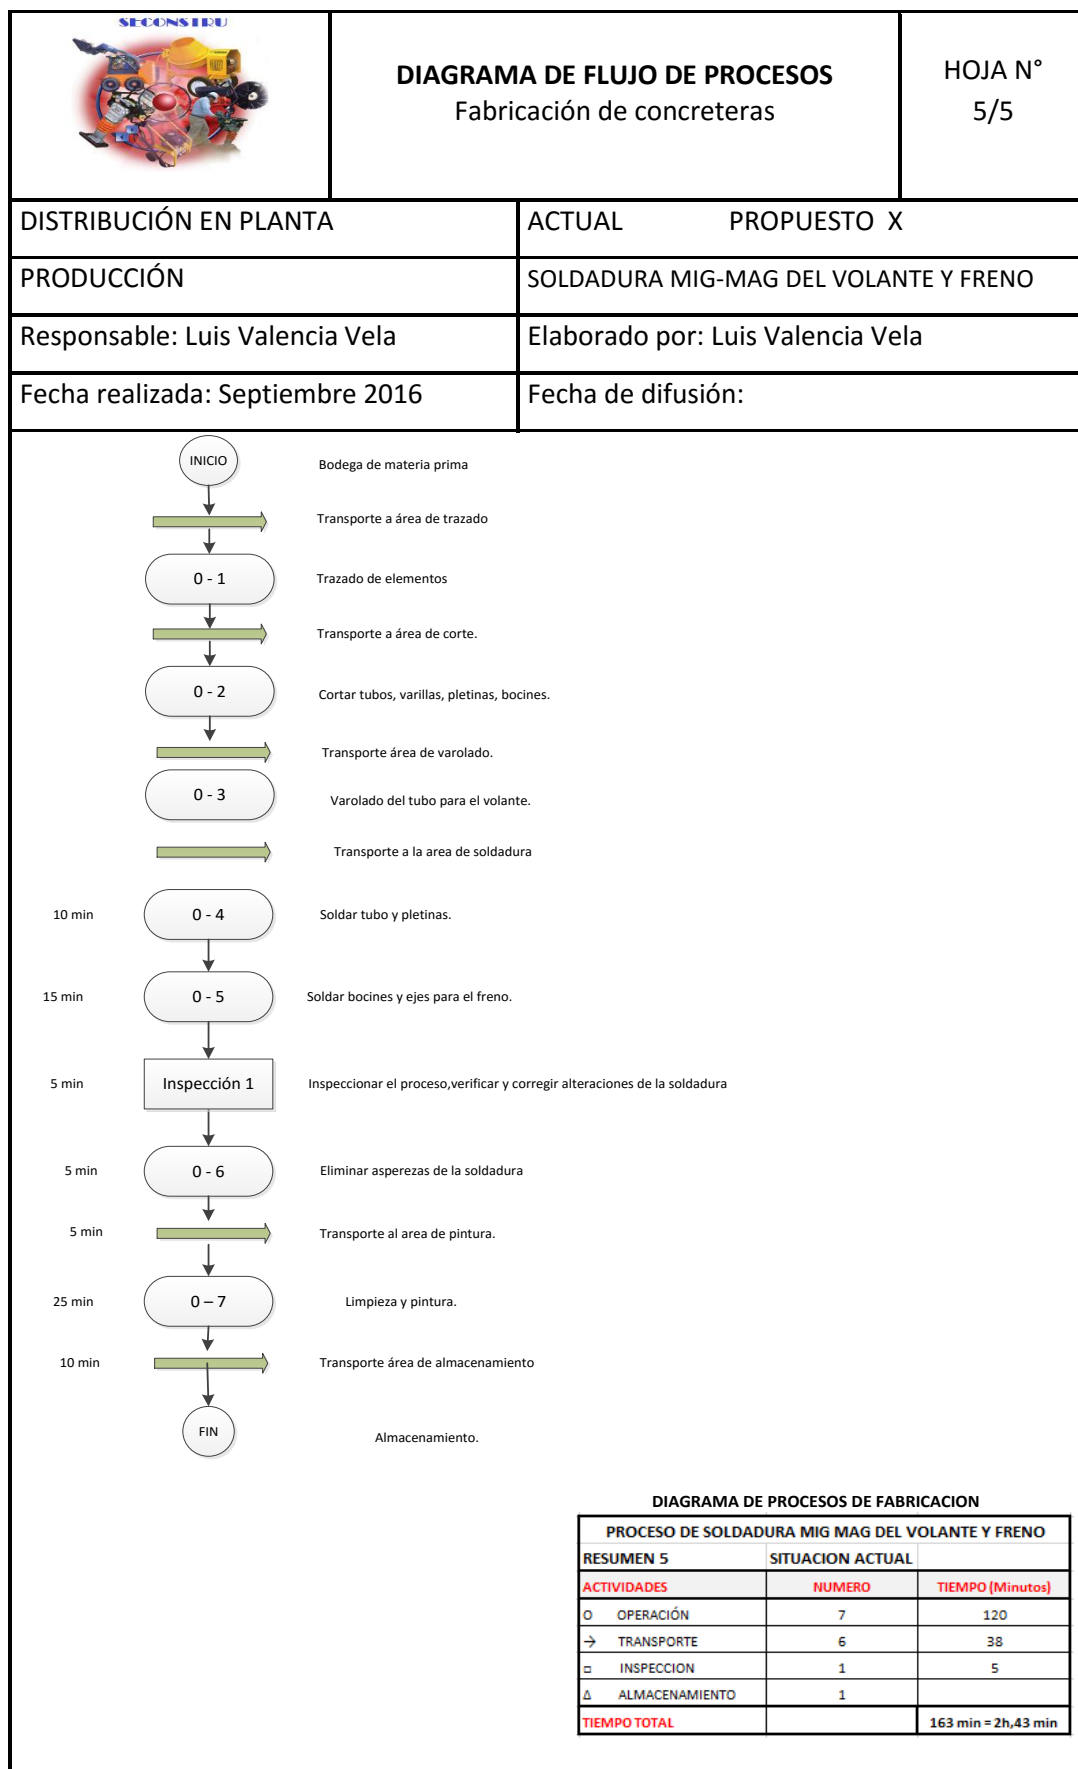 SECONSTRU
DIAGRAMA DE FLUJO DE PROCESOS
Fabricación de concreteras
HOJA N°
5/5
DISTRIBUCIÓN EN PLANTA
ACTUAL PROPUESTO X
PRODUCCIÓN
SOLDADURA MIG-MAG DEL VOLANTE Y FRENO
Responsable: Luis Valencia Vela
Elaborado por: Luis Valencia Vela
Fecha realizada: Septiembre 2016
Fecha de difusión:
INICIO Bodega de materia prima
Transporte a área de trazado
0 - 1 Trazado de elementos
Transporte a área de corte.
0 - 2 Cortar tubos, varillas, pletinas, bocines.
Transporte área de varolado.
0 - 3 Varolado del tubo para el volante.
Transporte a la area de soldadura
10 min 0 - 4 Soldar tubo y pletinas.
15 min 0 - 5 Soldar bocines y ejes para el freno.
5 min Inspección 1 Inspeccionar el proceso,verificar y corregir alteraciones de la soldadura
5 min 0 - 6 Eliminar asperezas de la soldadura
5 min Transporte al area de pintura.
25 min 0 – 7 Limpieza y pintura.
10 min Transporte área de almacenamiento
FIN Almacenamiento.
DIAGRAMA DE PROCESOS DE FABRICACION
PROCESO DE SOLDADURA MIG MAG DEL VOLANTE Y FRENO
RESUMEN 5 SITUACION ACTUAL
ACTIVIDADES NUMERO TIEMPO (Minutos)
O OPERACIÓN 7 120
→ TRANSPORTE 6 38
□ INSPECCION 1 5
Δ ALMACENAMIENTO 1
TIEMPO TOTAL 163 min = 2h,43 min